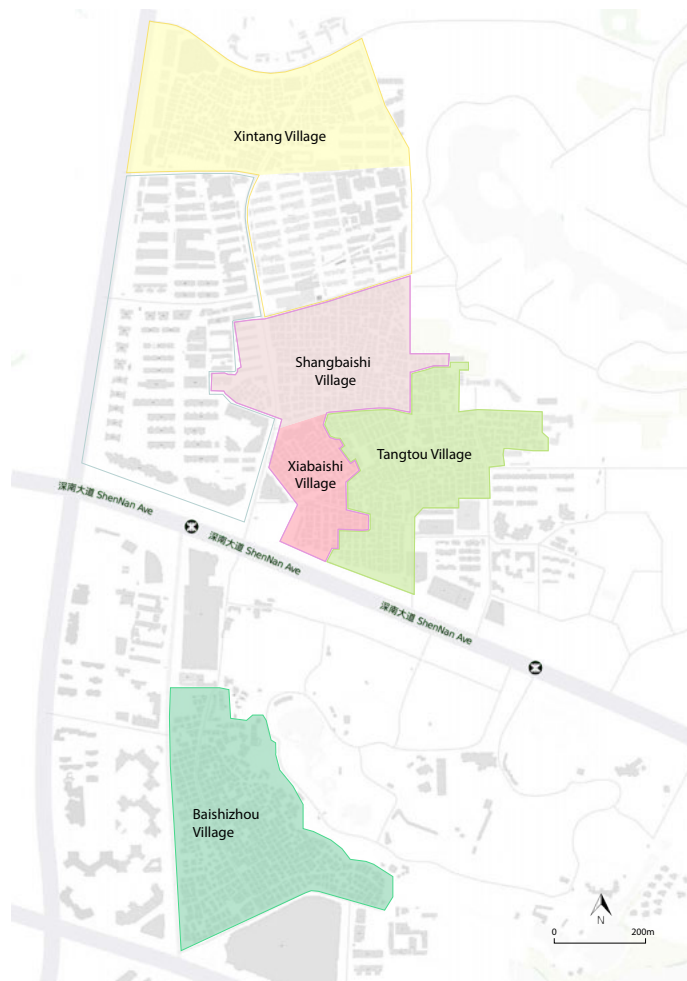 Xintang Village
Shangbaishi
Village
Xiabaishi
Village
Tangtou Village
深南大道 ShenNan Ave
深南大道 ShenNan Ave
深南大道 ShenNan Ave
Baishizhou
Village
N
0 200m